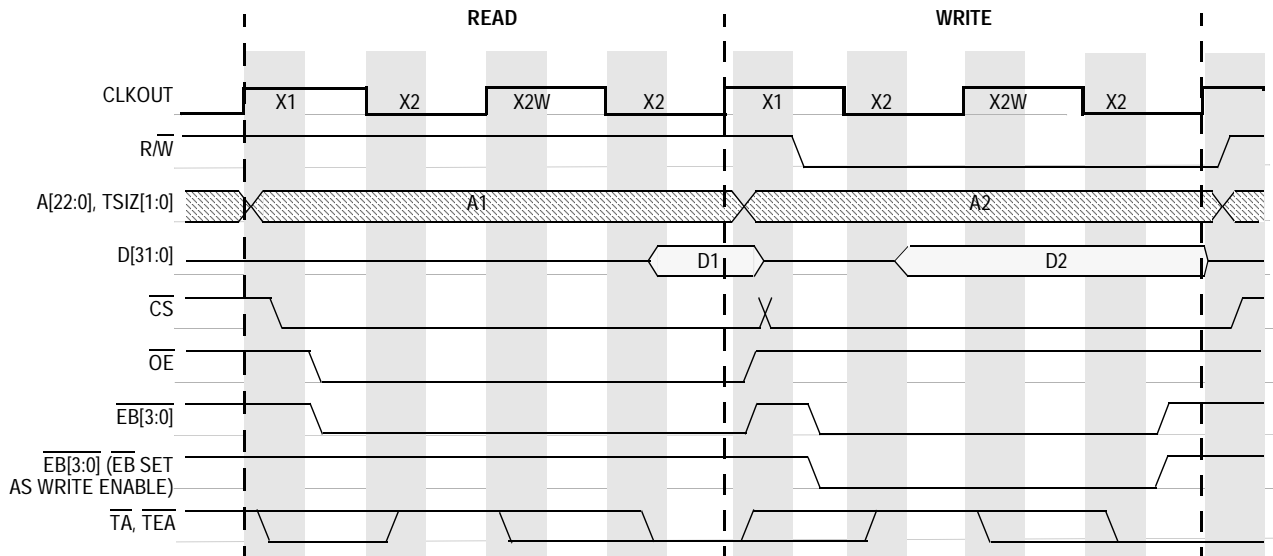 READ WRITE
CLKOUT X1 X2 X2W X2 X1 X2 X2W X2
R/W
A[22:0], TSIZ[1:0] A1 A2
D[31:0] D1 D2
CS
OE
EB[3:0]
EB[3:0] (EB SET
AS WRITE ENABLE)
TA, TEA